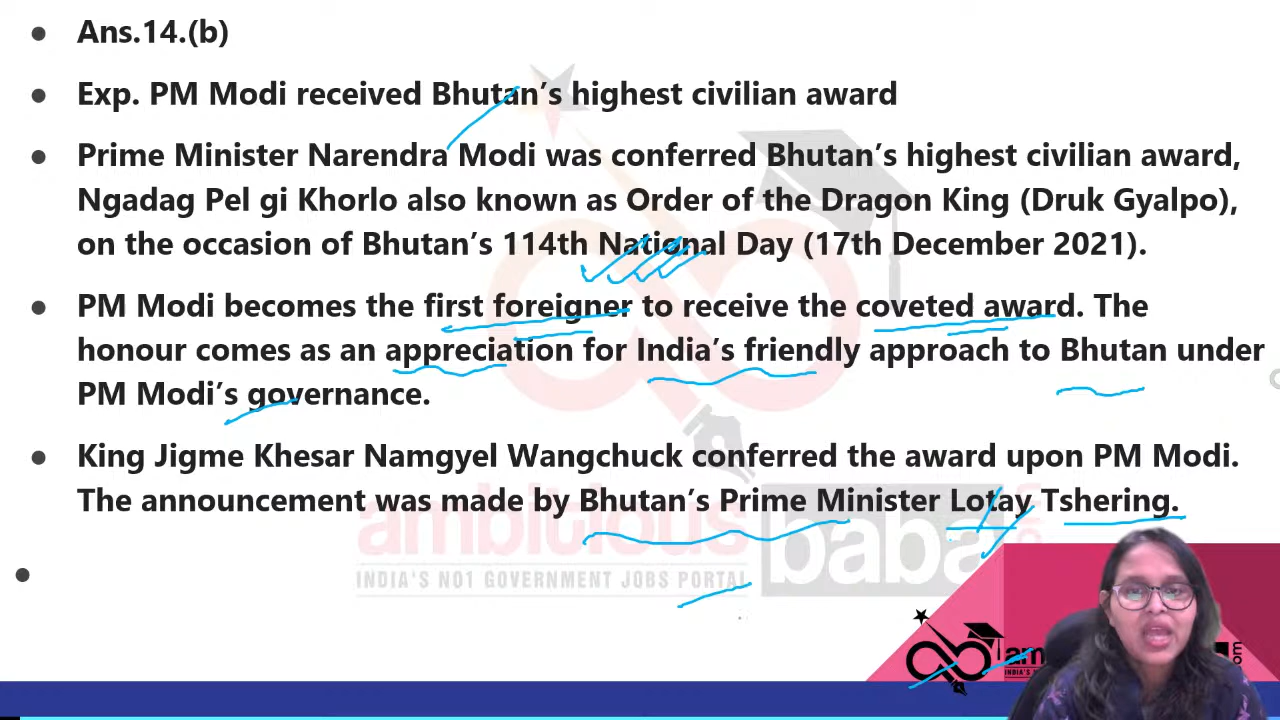 Ans.14.(b)
Exp. PM Modi received Bhutan’s highest civilian award
Prime Minister Narendra Modi was conferred Bhutan’s highest civilian award,
Ngadag Pel gi Khorlo also known as Order of the Dragon King (Druk Gyalpo),
on the occasion of Bhutan’s 114th National Day (17th December 2021).
PM Modi becomes the first foreigner to receive the coveted award. The
honour comes as an appreciation for India’s friendly approach to Bhutan under
PM Modi’s governance.
King Jigme Khesar Namgyel Wangchuck conferred the award upon PM Modi.
The announcement was made by Bhutan’s Prime Minister Lotay Tshering.
ambitious baba
INDIA'S NO1 GOVERNMENT JOBS PORTAL